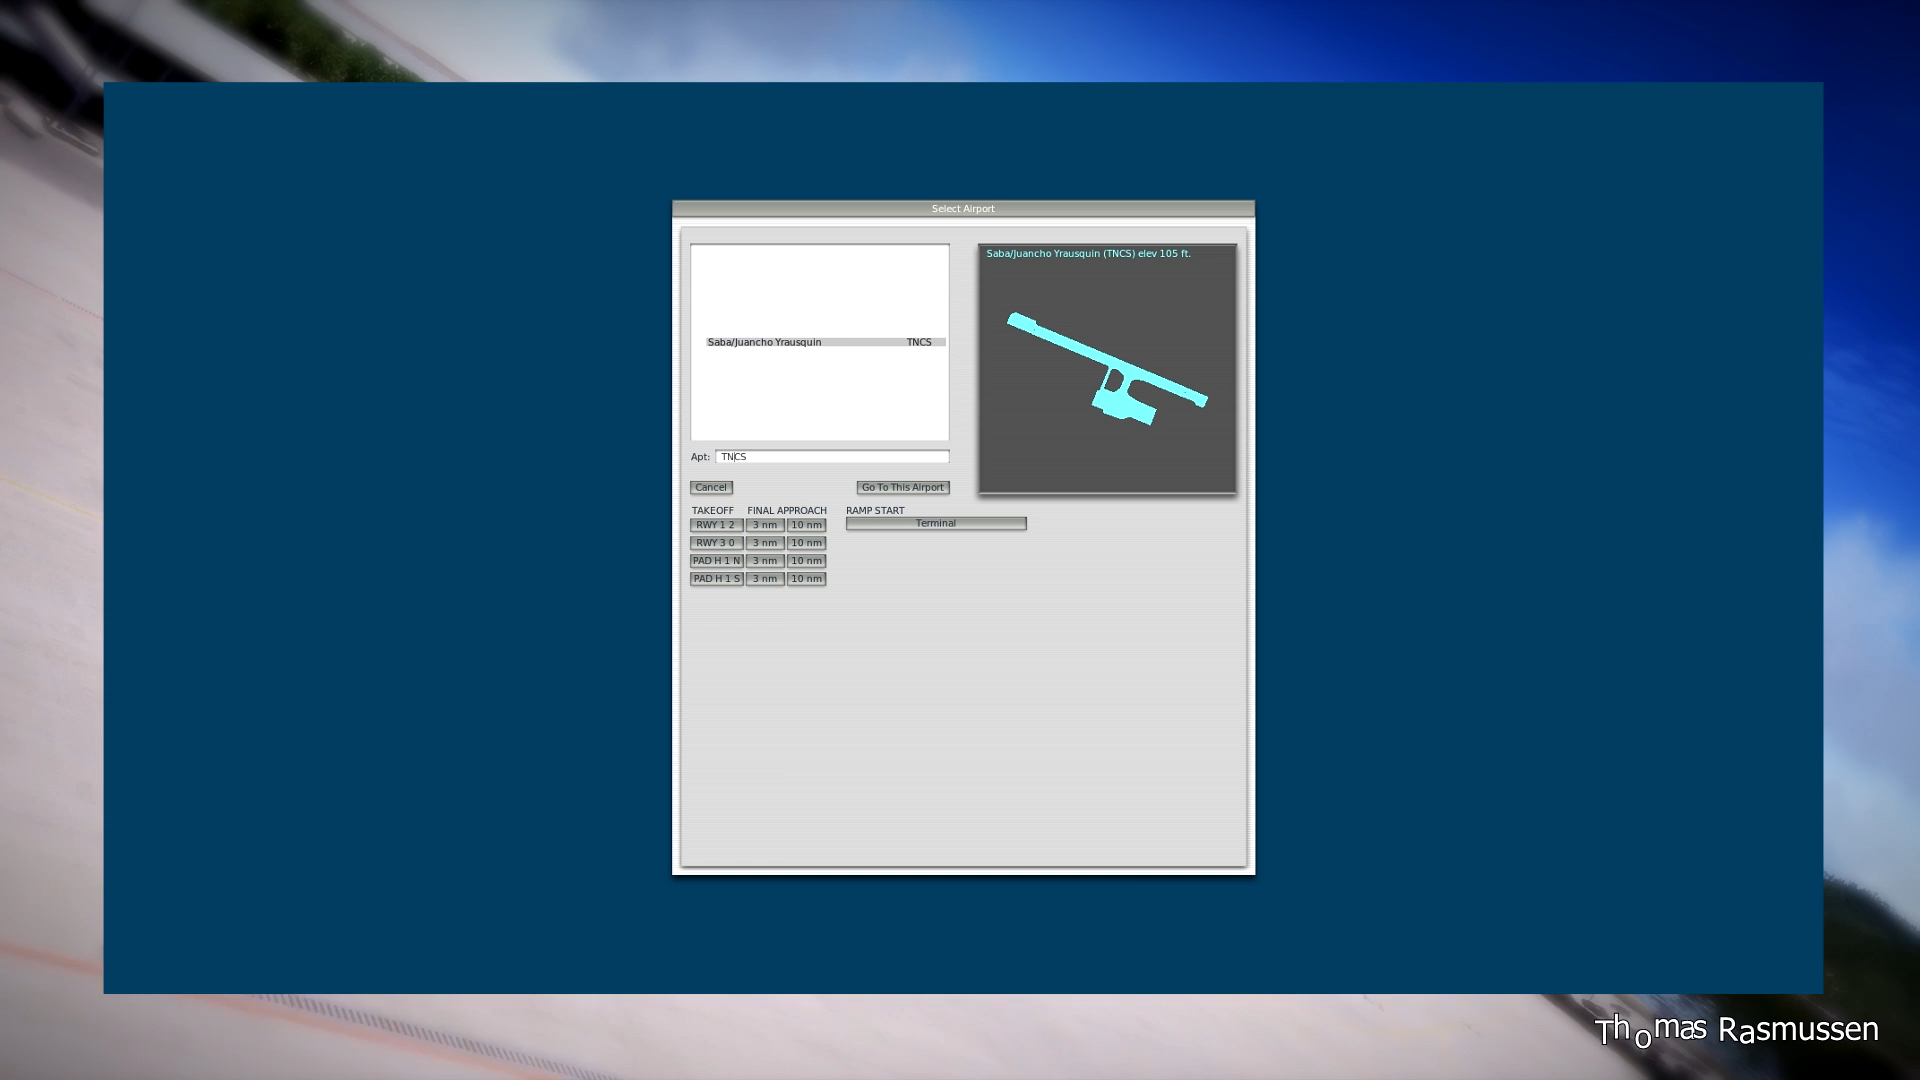 Select Airport
Saba/Juancho Yrausquin TNCS
Saba/Juancho Yrausquin (TNCS) elev 105 ft.
Apt: TNCS
Cancel Go To This Airport
TAKEOFF FINAL APPROACH RAMP START
RWY 1 2 3 nm 10 nm Terminal
RWY 3 0 3 nm 10 nm
PAD H 1 N 3 nm 10 nm
PAD H 1 S 3 nm 10 nm
Thomas Rasmussen